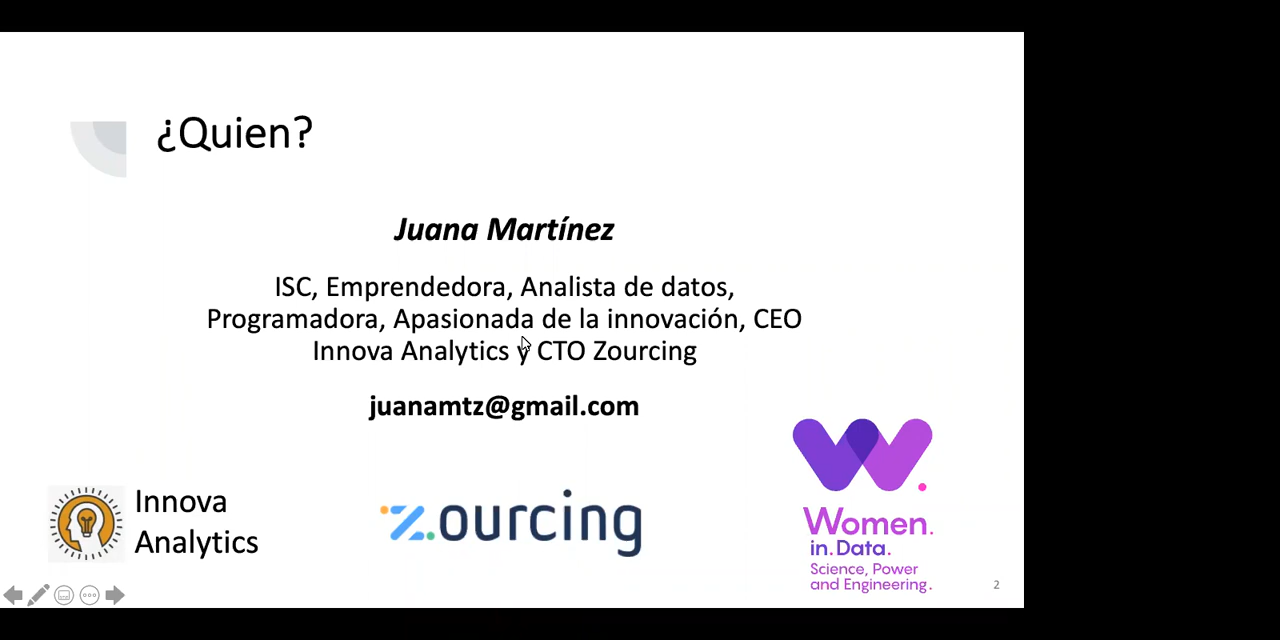 ¿Quien?
Juana Martínez
ISC, Emprendedora, Analista de datos,
Programadora, Apasionada de la innovación, CEO
Innova Analytics y CTO Zourcing
juanamtz@gmail.com
Innova
Analytics
z.ourcing
Women.
in.Data.
Science, Power
and Engineering.
2